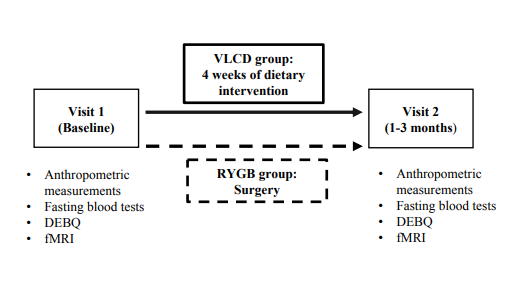 VLCD group:
4 weeks of dietary
intervention
Visit 1
(Baseline)
Visit 2
(1-3 months)
RYGB group:
Surgery
• Anthropometric
measurements
• Fasting blood tests
• DEBQ
• fMRI
• Anthropometric
measurements
• Fasting blood tests
• DEBQ
• fMRI